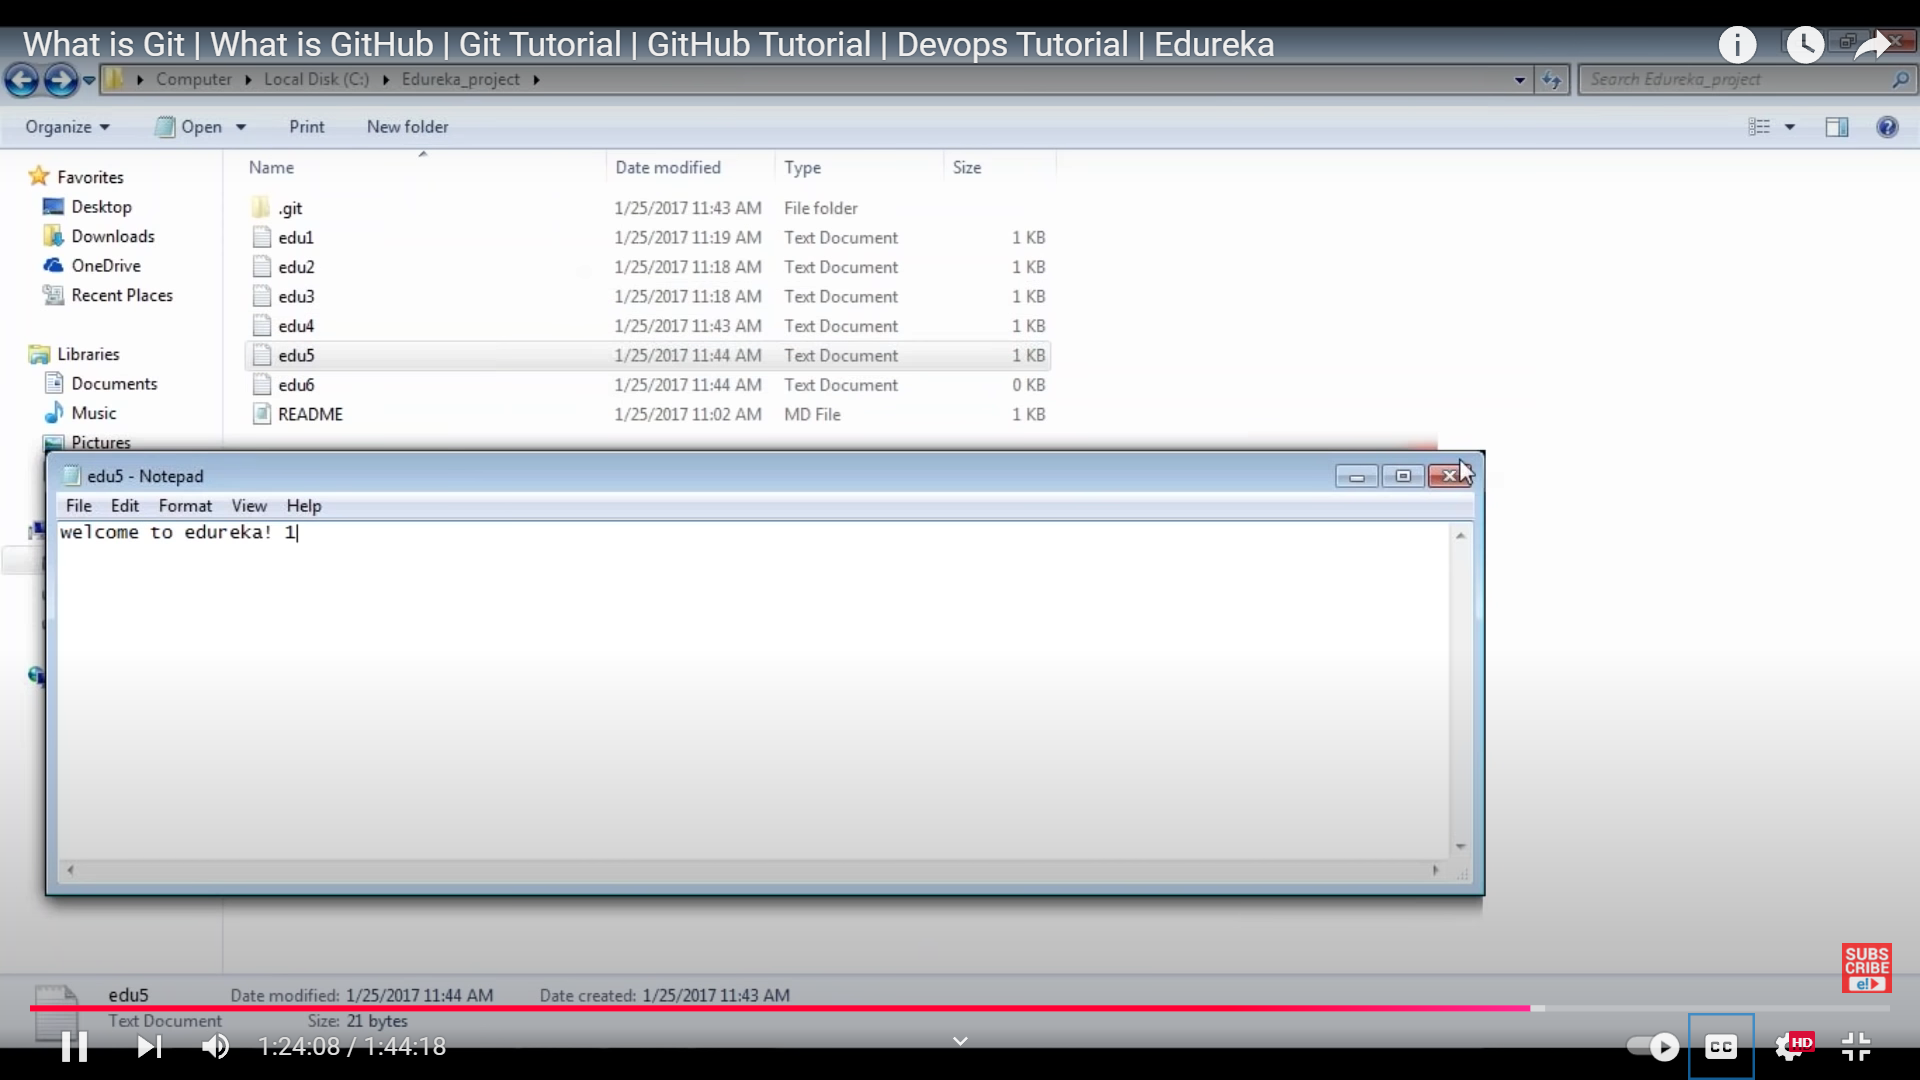 What is Git | What is GitHub | Git Tutorial | GitHub Tutorial | Devops Tutorial | Edureka
Computer Local Disk (C:) Edureka_project
Search Edureka_project
Organize Open Print New folder
Name Date modified Type Size
Favorites
Desktop
Downloads
OneDrive
Recent Places
Libraries
Documents
Music
Pictures
.git 1/25/2017 11:43 AM File folder
edu1 1/25/2017 11:19 AM Text Document 1 KB
edu2 1/25/2017 11:18 AM Text Document 1 KB
edu3 1/25/2017 11:18 AM Text Document 1 KB
edu4 1/25/2017 11:43 AM Text Document 1 KB
edu5 1/25/2017 11:44 AM Text Document 1 KB
edu6 1/25/2017 11:44 AM Text Document 0 KB
README 1/25/2017 11:02 AM MD File 1 KB
edu5 - Notepad
File Edit Format View Help
welcome to edureka! 1
SUBS
CRIBE
e!
edu5 Date modified: 1/25/2017 11:44 AM Date created: 1/25/2017 11:43 AM
Text Document Size: 21 bytes
1:24:08 / 1:44:18
CC
HD